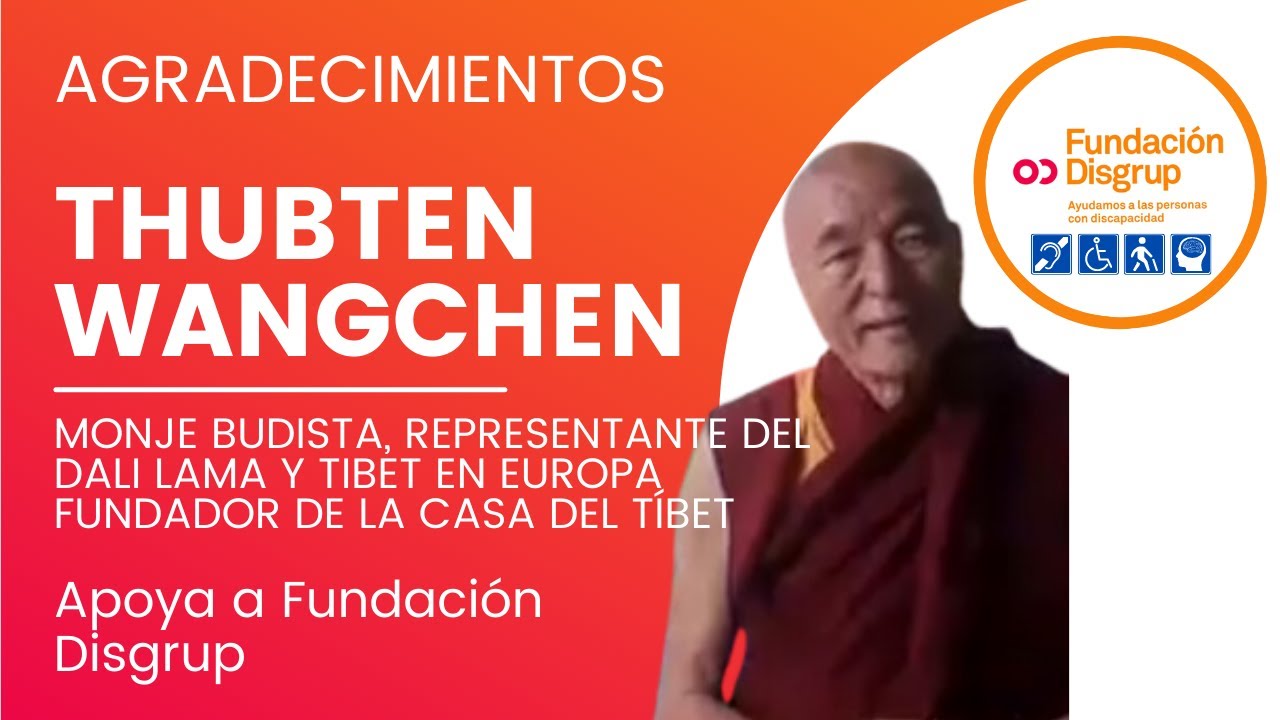 AGRADECIMIENTOS
THUBTEN
WANGCHEN
MONJE BUDISTA, REPRESENTANTE DEL
DALI LAMA Y TIBET EN EUROPA
FUNDADOR DE LA CASA DEL TÍBET
Apoya a Fundación
Disgrup
Fundación
Disgrup
Ayudamos a las personas
con discapacidad